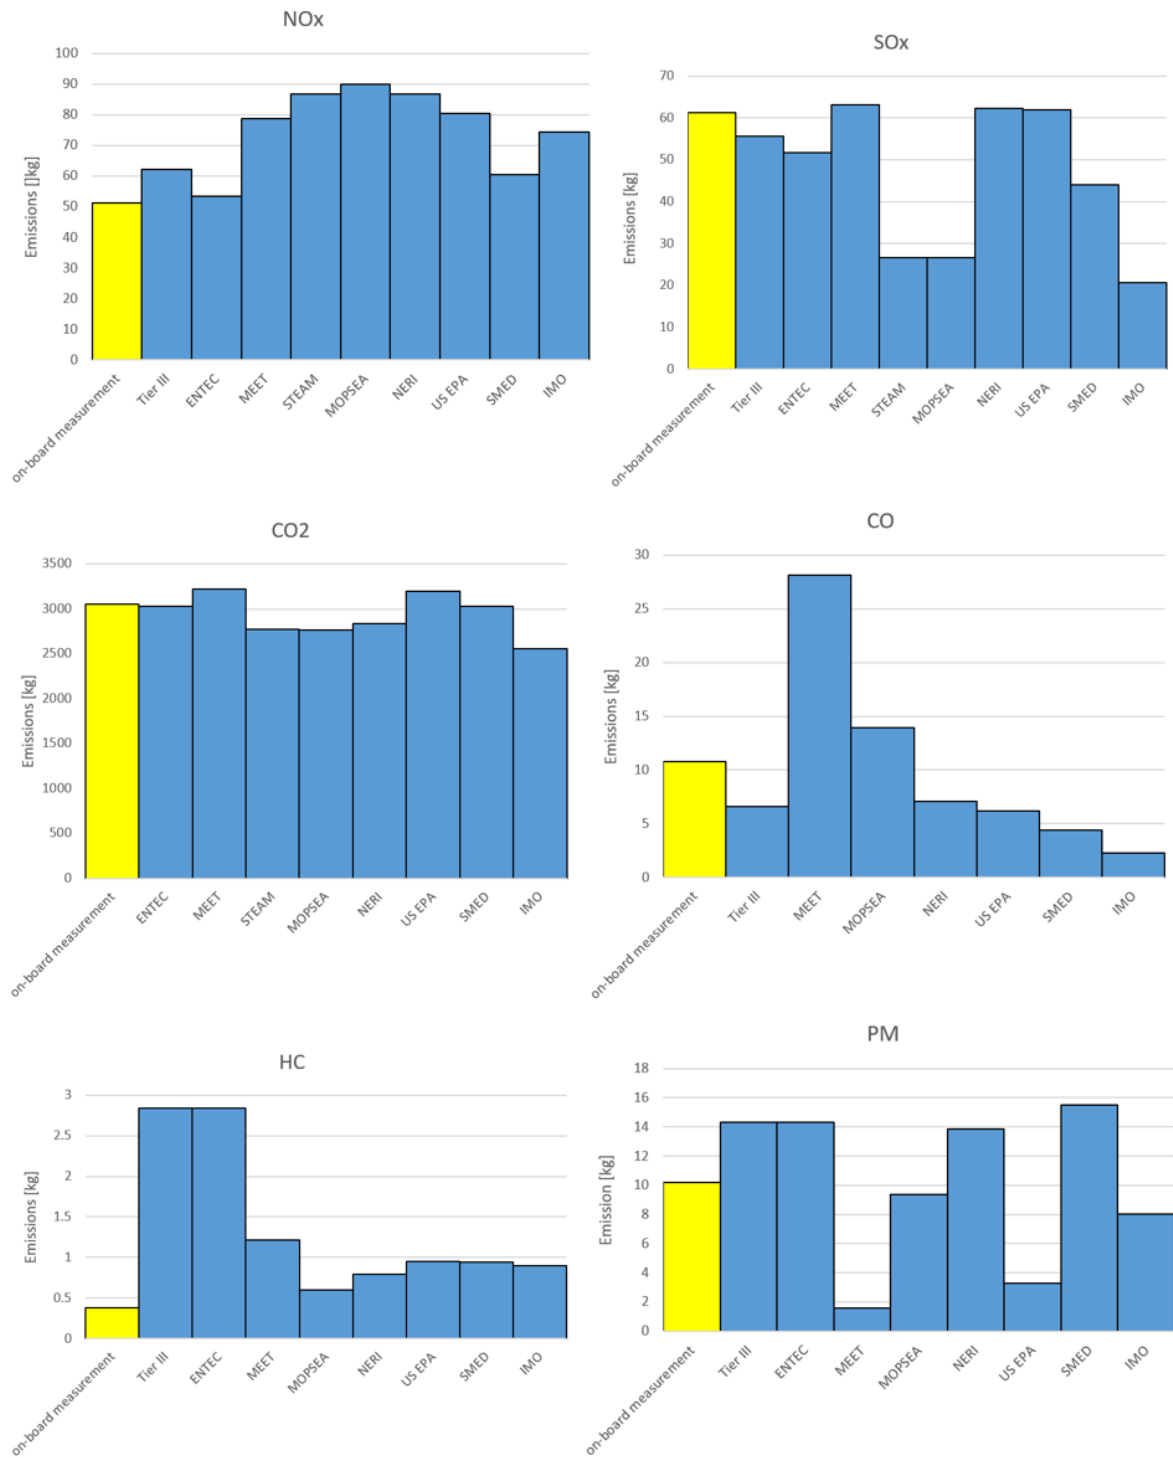 NOx
Emissions []kg]
100
90
80
70
60
50
40
30
20
10
0
on-board measurement
Tier III
ENTEC
MEET
STEAM
MOPSEA
NERI
US EPA
SMED
IMO
SOx
Emissions [kg]
70
60
50
40
30
20
10
0
on-board measurement
Tier III
ENTEC
MEET
STEAM
MOPSEA
NERI
US EPA
SMED
IMO
CO2
Emissions [kg]
3500
3000
2500
2000
1500
1000
500
0
on-board measurement
ENTEC
MEET
STEAM
MOPSEA
NERI
US EPA
SMED
IMO
CO
Emissions [kg]
30
25
20
15
10
5
0
on-board measurement
Tier III
MEET
MOPSEA
NERI
US EPA
SMED
IMO
HC
Emissions [kg]
3
2.5
2
1.5
1
0.5
0
on-board measurement
Tier III
ENTEC
MEET
MOPSEA
NERI
US EPA
SMED
IMO
PM
Emission [kg]
18
16
14
12
10
8
6
4
2
0
on-board measurement
Tier III
ENTEC
MEET
MOPSEA
NERI
US EPA
SMED
IMO